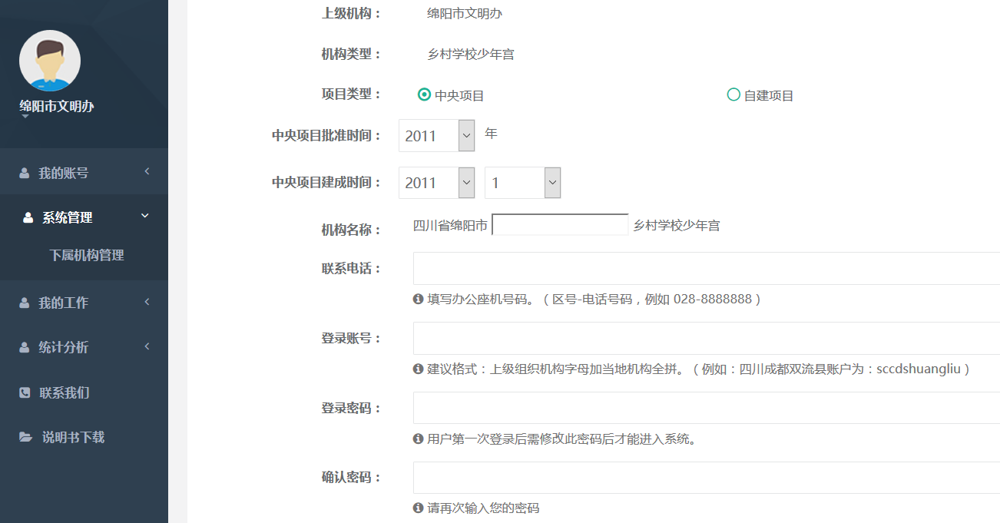 绵阳市文明办
我的账号
系统管理
下属机构管理
我的工作
统计分析
联系我们
说明书下载
上级机构： 绵阳市文明办
机构类型： 乡村学校少年宫
项目类型： 中央项目 自建项目
中央项目批准时间： 2011 年
中央项目建成时间： 2011 1
机构名称： 四川省绵阳市 乡村学校少年宫
联系电话：
填写办公座机号码。（区号-电话号码，例如 028-8888888）
登录账号：
建议格式：上级组织机构字母加当地机构全拼。（例如：四川成都双流县账户为：sccdshuangliu）
登录密码：
用户第一次登录后需修改此密码后才能进入系统。
确认密码：
请再次输入您的密码